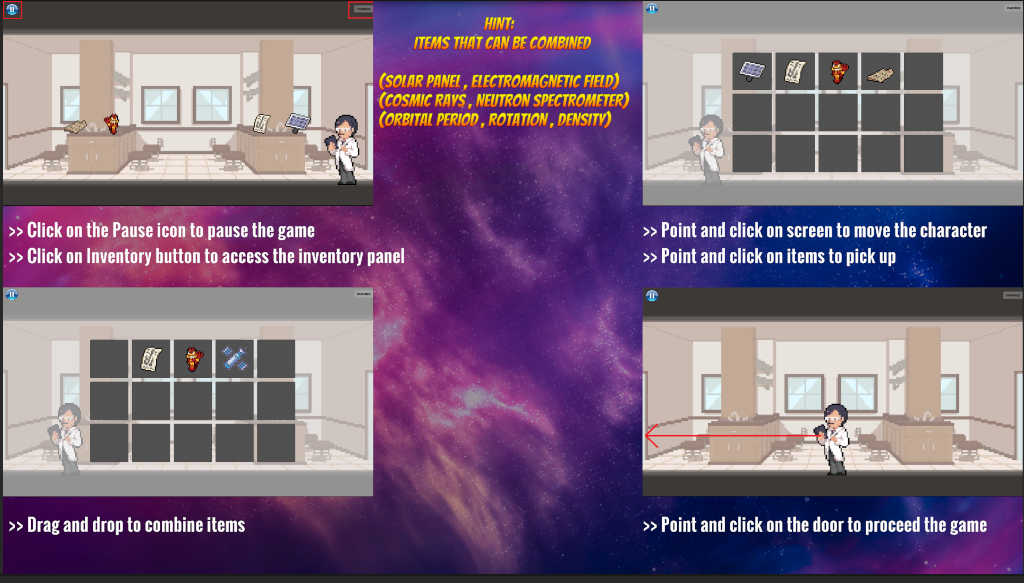 HINT:
ITEMS THAT CAN BE COMBINED
(SOLAR PANEL , ELECTROMAGNETIC FIELD)
(COSMIC RAYS , NEUTRON SPECTROMETER)
(ORBITAL PERIOD , ROTATION , DENSITY)
>> Click on the Pause icon to pause the game
>> Click on Inventory button to access the inventory panel
Inventory
>> Point and click on screen to move the character
>> Point and click on items to pick up
Inventory
>> Drag and drop to combine items
>> Point and click on the door to proceed the game